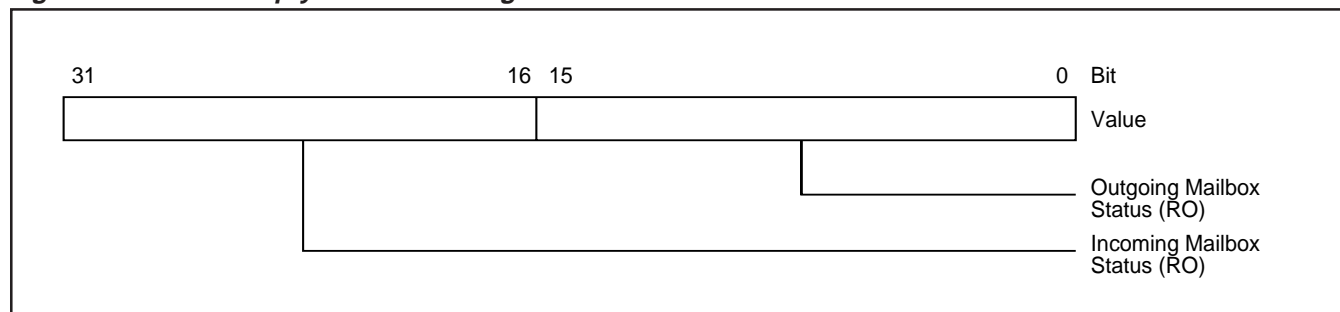 31 16 15 0 Bit
Value
Outgoing Mailbox
Status (RO)
Incoming Mailbox
Status (RO)